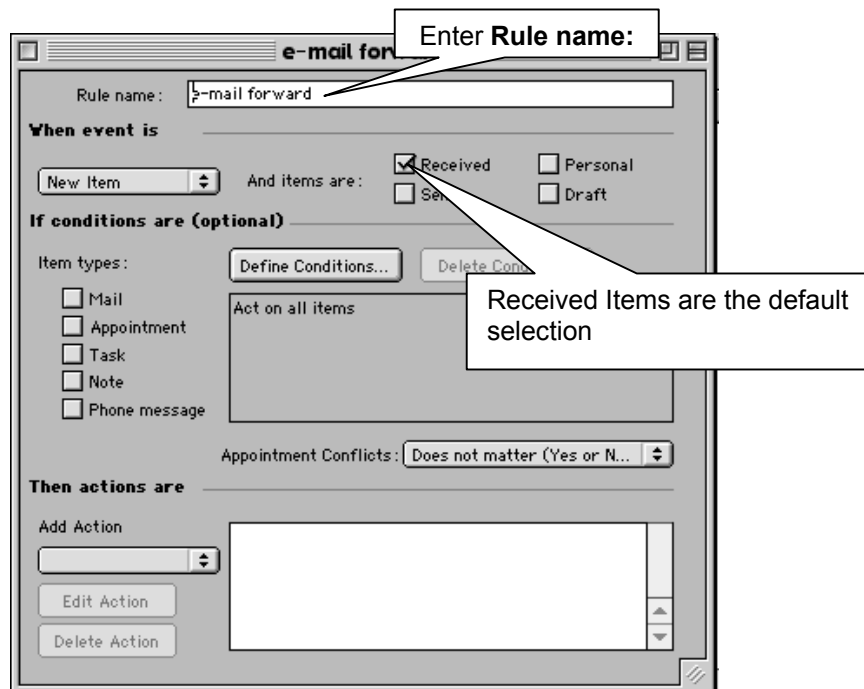 Enter Rule name:
e-mail for
Rule name: e-mail forward
When event is
New Item And items are: Received Personal
Draft
If conditions are (optional)
Item types: Define Conditions... Delete
Mail
Act on all items
Appointment
Task
Note
Phone message
Received Items are the default
selection
Appointment Conflicts: Does not matter (Yes or N...
Then actions are
Add Action
Edit Action
Delete Action